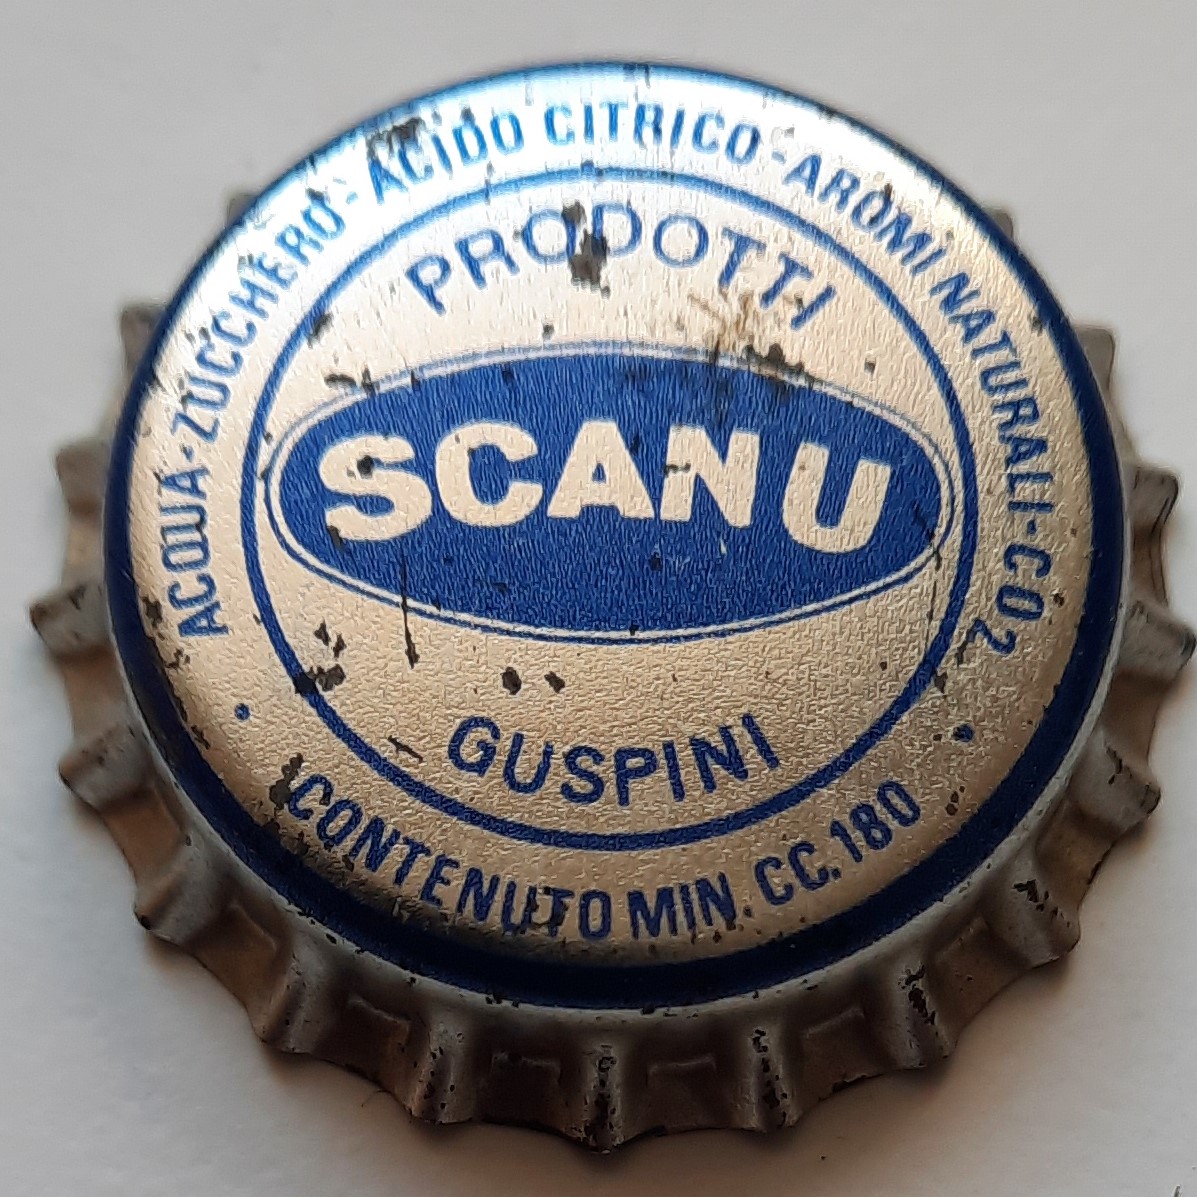 ACQUA-ZUCCHERO-ACIDO CITRICO-AROMI NATURALI-CO2
PRODOTTI
SCANU
GUSPINI
• CONTENUTO MIN. CC. 180 •